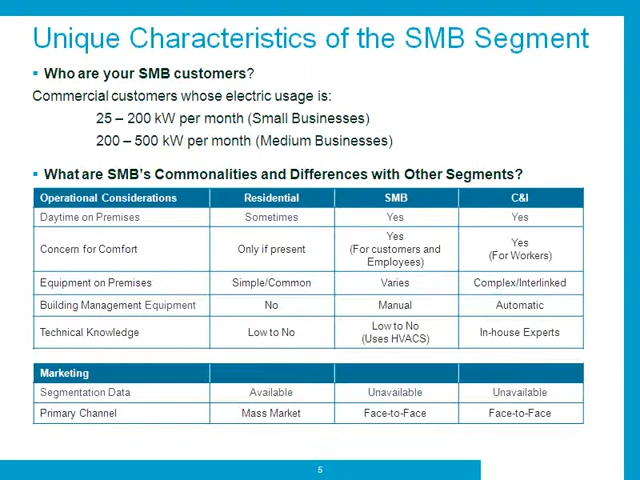 Unique Characteristics of the SMB Segment
▪ Who are your SMB customers?
Commercial customers whose electric usage is:
25 – 200 kW per month (Small Businesses)
200 – 500 kW per month (Medium Businesses)
▪ What are SMB's Commonalities and Differences with Other Segments?
Operational Considerations Residential SMB C&I
Daytime on Premises Sometimes Yes Yes
Concern for Comfort Only if present Yes (For customers and Employees) Yes (For Workers)
Equipment on Premises Simple/Common Varies Complex/Interlinked
Building Management Equipment No Manual Automatic
Technical Knowledge Low to No Low to No (Uses HVACS) In-house Experts
Marketing
Segmentation Data Available Unavailable Unavailable
Primary Channel Mass Market Face-to-Face Face-to-Face
5